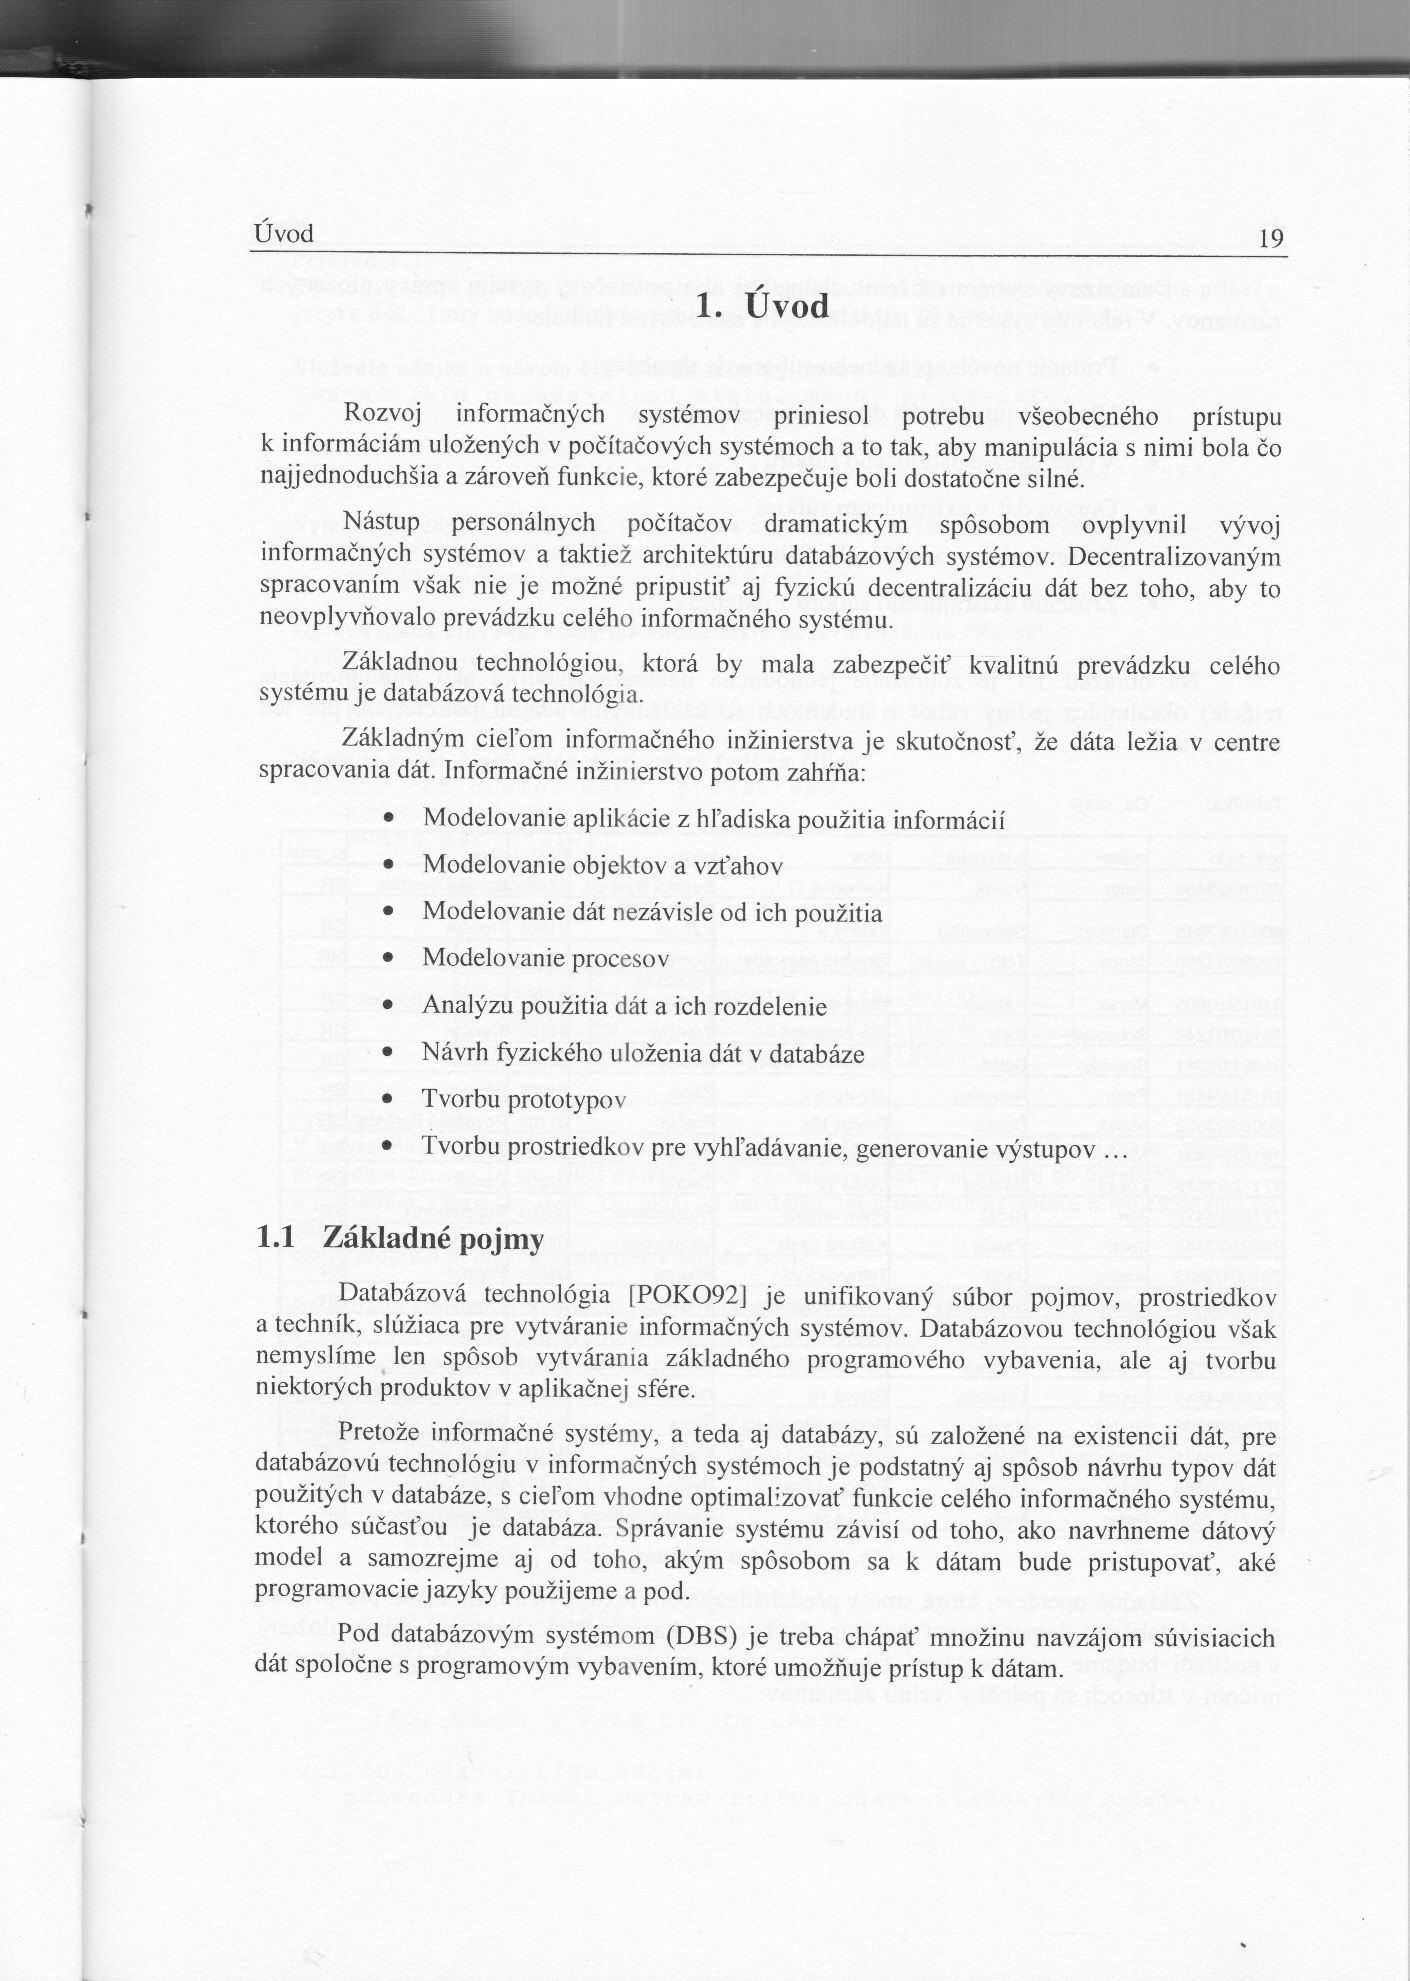 Úvod 19
1. Úvod
Rozvoj informačných systémov priniesol potrebu všeobecného prístupu
k informáciám uložených v počítačových systémoch a to tak, aby manipulácia s nimi bola čo
najjednoduchšia a zároveň funkcie, ktoré zabezpečuje boli dostatočne silné.
Nástup personálnych počítačov dramatickým spôsobom ovplyvnil vývoj
informačných systémov a taktiež architektúru databázových systémov. Decentralizovaným
spracovaním však nie je možné pripustiť aj fyzickú decentralizáciu dát bez toho, aby to
neovplyvňovalo prevádzku celého informačného systému.
Základnou technológiou, ktorá by mala zabezpečiť kvalitnú prevádzku celého
systému je databázová technológia.
Základným cieľom informačného inžinierstva je skutočnosť, že dáta ležia v centre
spracovania dát. Informačné inžinierstvo potom zahŕňa:
• Modelovanie aplikácie z hľadiska použitia informácií
• Modelovanie objektov a vzťahov
• Modelovanie dát nezávisle od ich použitia
• Modelovanie procesov
• Analýzu použitia dát a ich rozdelenie
• Návrh fyzického uloženia dát v databáze
• Tvorbu prototypov
• Tvorbu prostriedkov pre vyhľadávanie, generovanie výstupov ...
1.1 Základné pojmy
Databázová technológia [POKO92] je unifikovaný súbor pojmov, prostriedkov
a techník, slúžiaca pre vytváranie informačných systémov. Databázovou technológiou však
nemyslíme len spôsob vytvárania základného programového vybavenia, ale aj tvorbu
niektorých produktov v aplikačnej sfére.
Pretože informačné systémy, a teda aj databázy, sú založené na existencii dát, pre
databázovú technológiu v informačných systémoch je podstatný aj spôsob návrhu typov dát
použitých v databáze, s cieľom vhodne optimalizovať funkcie celého informačného systému,
ktorého súčasťou je databáza. Správanie systému závisí od toho, ako navrhneme dátový
model a samozrejme aj od toho, akým spôsobom sa k dátam bude pristupovať, aké
programovacie jazyky použijeme a pod.
Pod databázovým systémom (DBS) je treba chápať množinu navzájom súvisiacich
dát spoločne s programovým vybavením, ktoré umožňuje prístup k dátam.